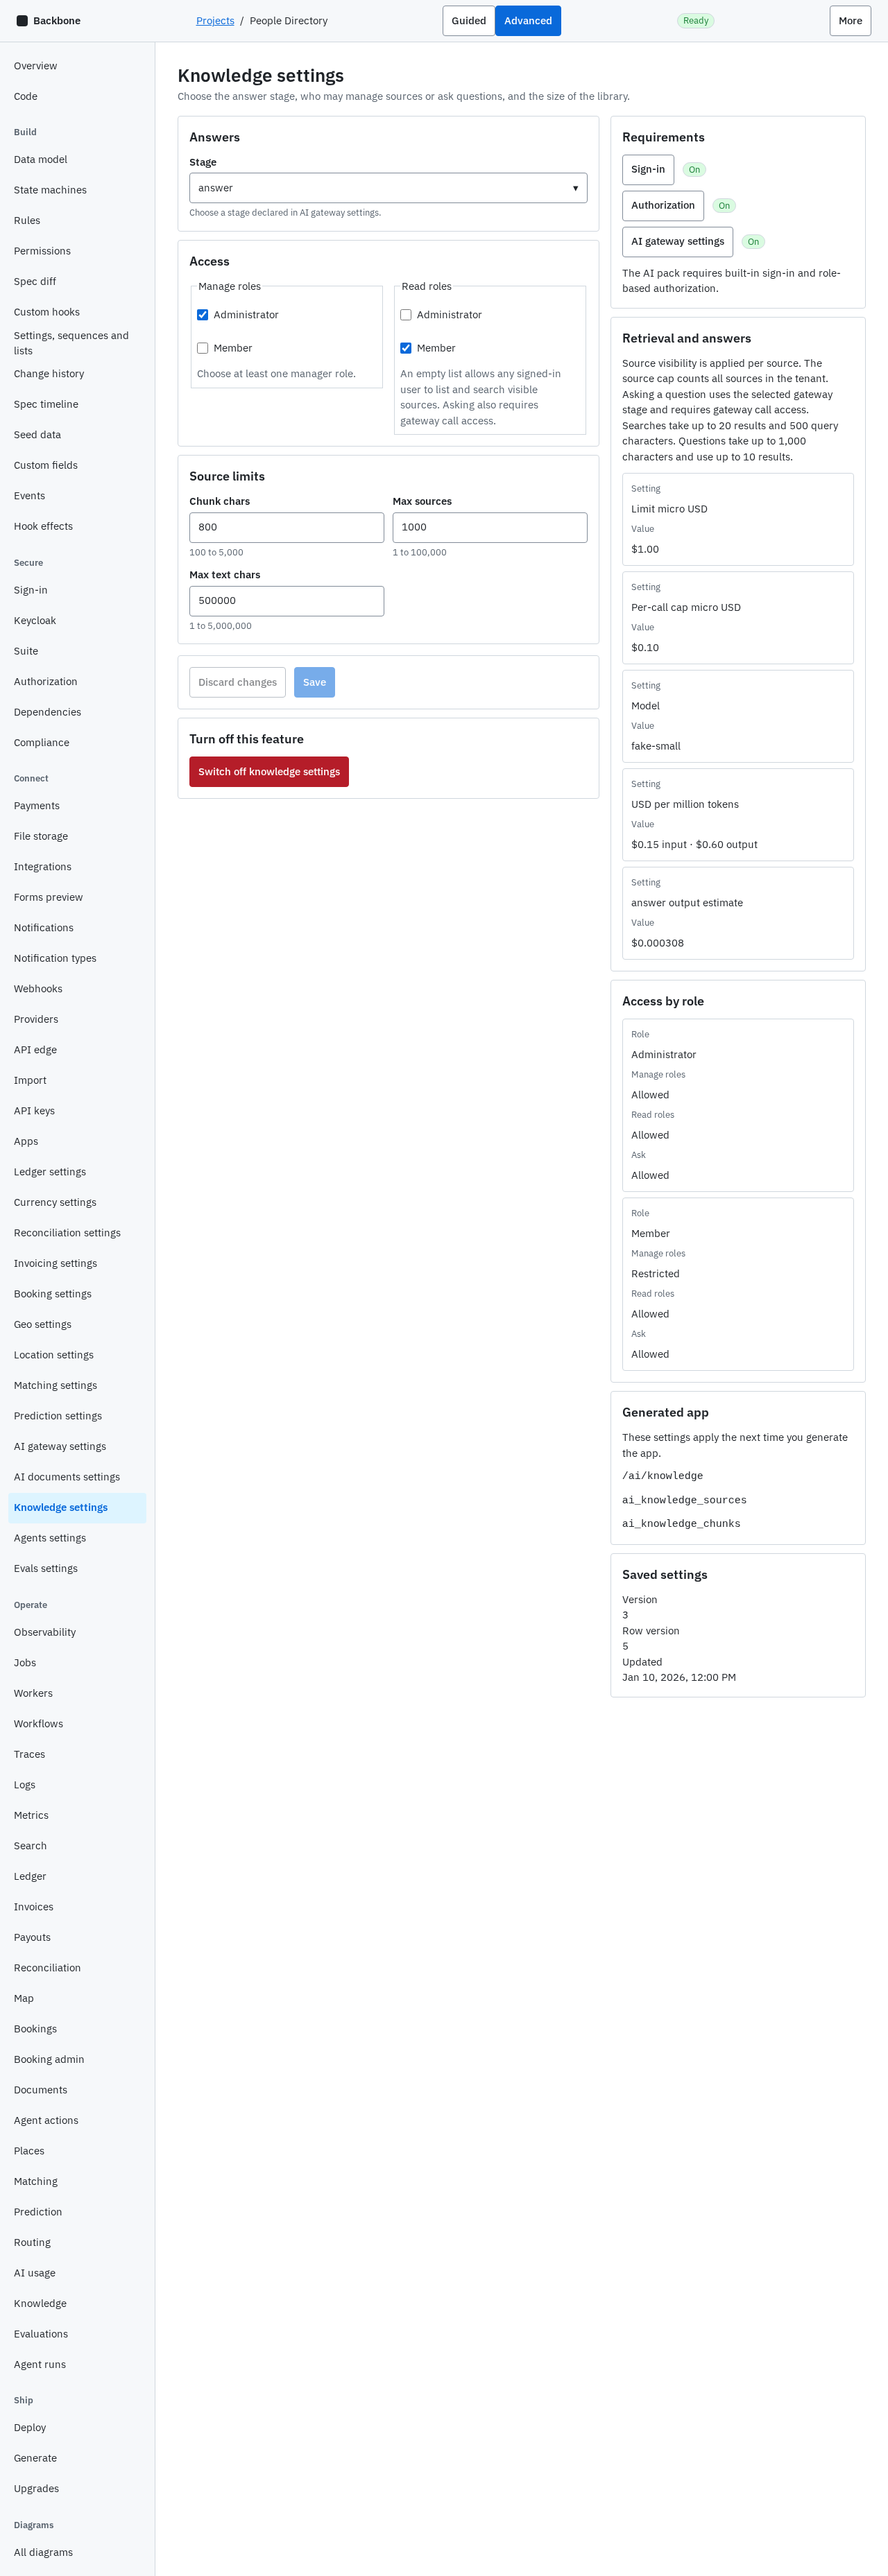 Backbone
Projects / People Directory
Guided
Advanced
Ready
More
Overview
Code
Build
Data model
State machines
Rules
Permissions
Spec diff
Custom hooks
Settings, sequences and
lists
Change history
Spec timeline
Seed data
Custom fields
Events
Hook effects
Secure
Sign-in
Keycloak
Suite
Authorization
Dependencies
Compliance
Connect
Payments
File storage
Integrations
Forms preview
Notifications
Notification types
Webhooks
Providers
API edge
Import
API keys
Apps
Ledger settings
Currency settings
Reconciliation settings
Invoicing settings
Booking settings
Geo settings
Location settings
Matching settings
Prediction settings
AI gateway settings
AI documents settings
Knowledge settings
Agents settings
Evals settings
Operate
Observability
Jobs
Workers
Workflows
Traces
Logs
Metrics
Search
Ledger
Invoices
Payouts
Reconciliation
Map
Bookings
Booking admin
Documents
Agent actions
Places
Matching
Prediction
Routing
AI usage
Knowledge
Evaluations
Agent runs
Ship
Deploy
Generate
Upgrades
Diagrams
All diagrams
Knowledge settings
Choose the answer stage, who may manage sources or ask questions, and the size of the library.
Answers
Stage
answer
Choose a stage declared in AI gateway settings.
Access
Manage roles
Administrator
Member
Choose at least one manager role.
Read roles
Administrator
Member
An empty list allows any signed-in
user to list and search visible
sources. Asking also requires
gateway call access.
Source limits
Chunk chars
800
100 to 5,000
Max sources
1000
1 to 100,000
Max text chars
500000
1 to 5,000,000
Discard changes
Save
Turn off this feature
Switch off knowledge settings
Requirements
Sign-in
On
Authorization
On
AI gateway settings
On
The AI pack requires built-in sign-in and role-
based authorization.
Retrieval and answers
Source visibility is applied per source. The
source cap counts all sources in the tenant.
Asking a question uses the selected gateway
stage and requires gateway call access.
Searches take up to 20 results and 500 query
characters. Questions take up to 1,000
characters and use up to 10 results.
Setting
Limit micro USD
Value
$1.00
Setting
Per-call cap micro USD
Value
$0.10
Setting
Model
Value
fake-small
Setting
USD per million tokens
Value
$0.15 input · $0.60 output
Setting
answer output estimate
Value
$0.000308
Access by role
Role
Administrator
Manage roles
Allowed
Read roles
Allowed
Ask
Allowed
Role
Member
Manage roles
Restricted
Read roles
Allowed
Ask
Allowed
Generated app
These settings apply the next time you generate
the app.
/ai/knowledge
ai_knowledge_sources
ai_knowledge_chunks
Saved settings
Version
3
Row version
5
Updated
Jan 10, 2026, 12:00 PM